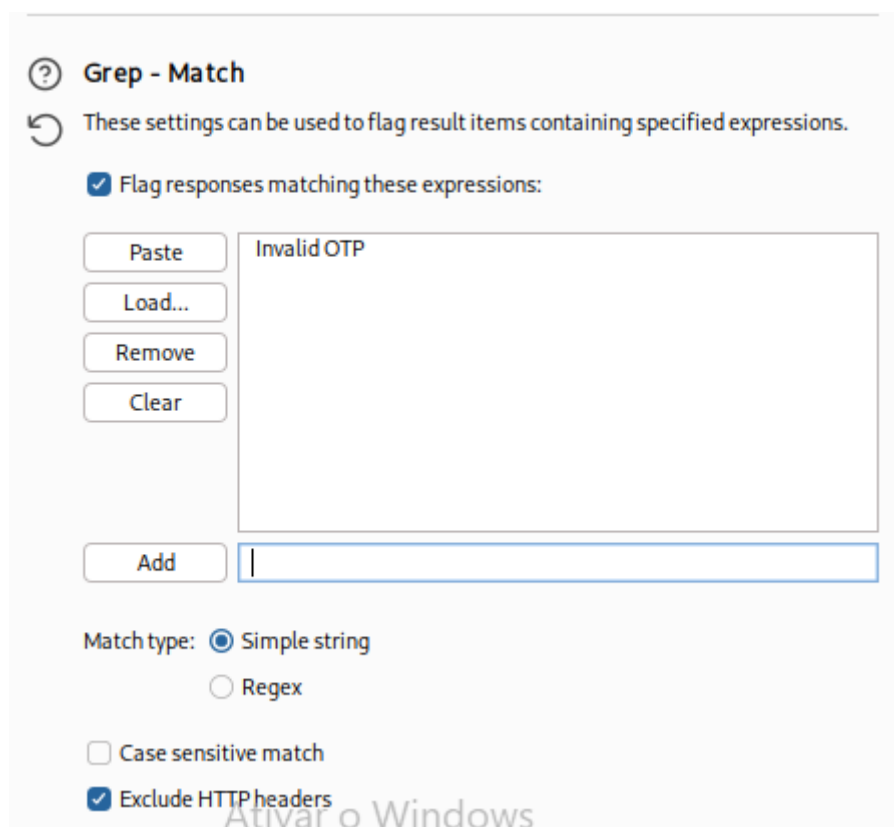 Grep - Match
These settings can be used to flag result items containing specified expressions.
Flag responses matching these expressions:
Paste
Invalid OTP
Load...
Remove
Clear
Add
Match type: Simple string
Regex
Case sensitive match
Exclude HTTP headers
Ativar o Windows